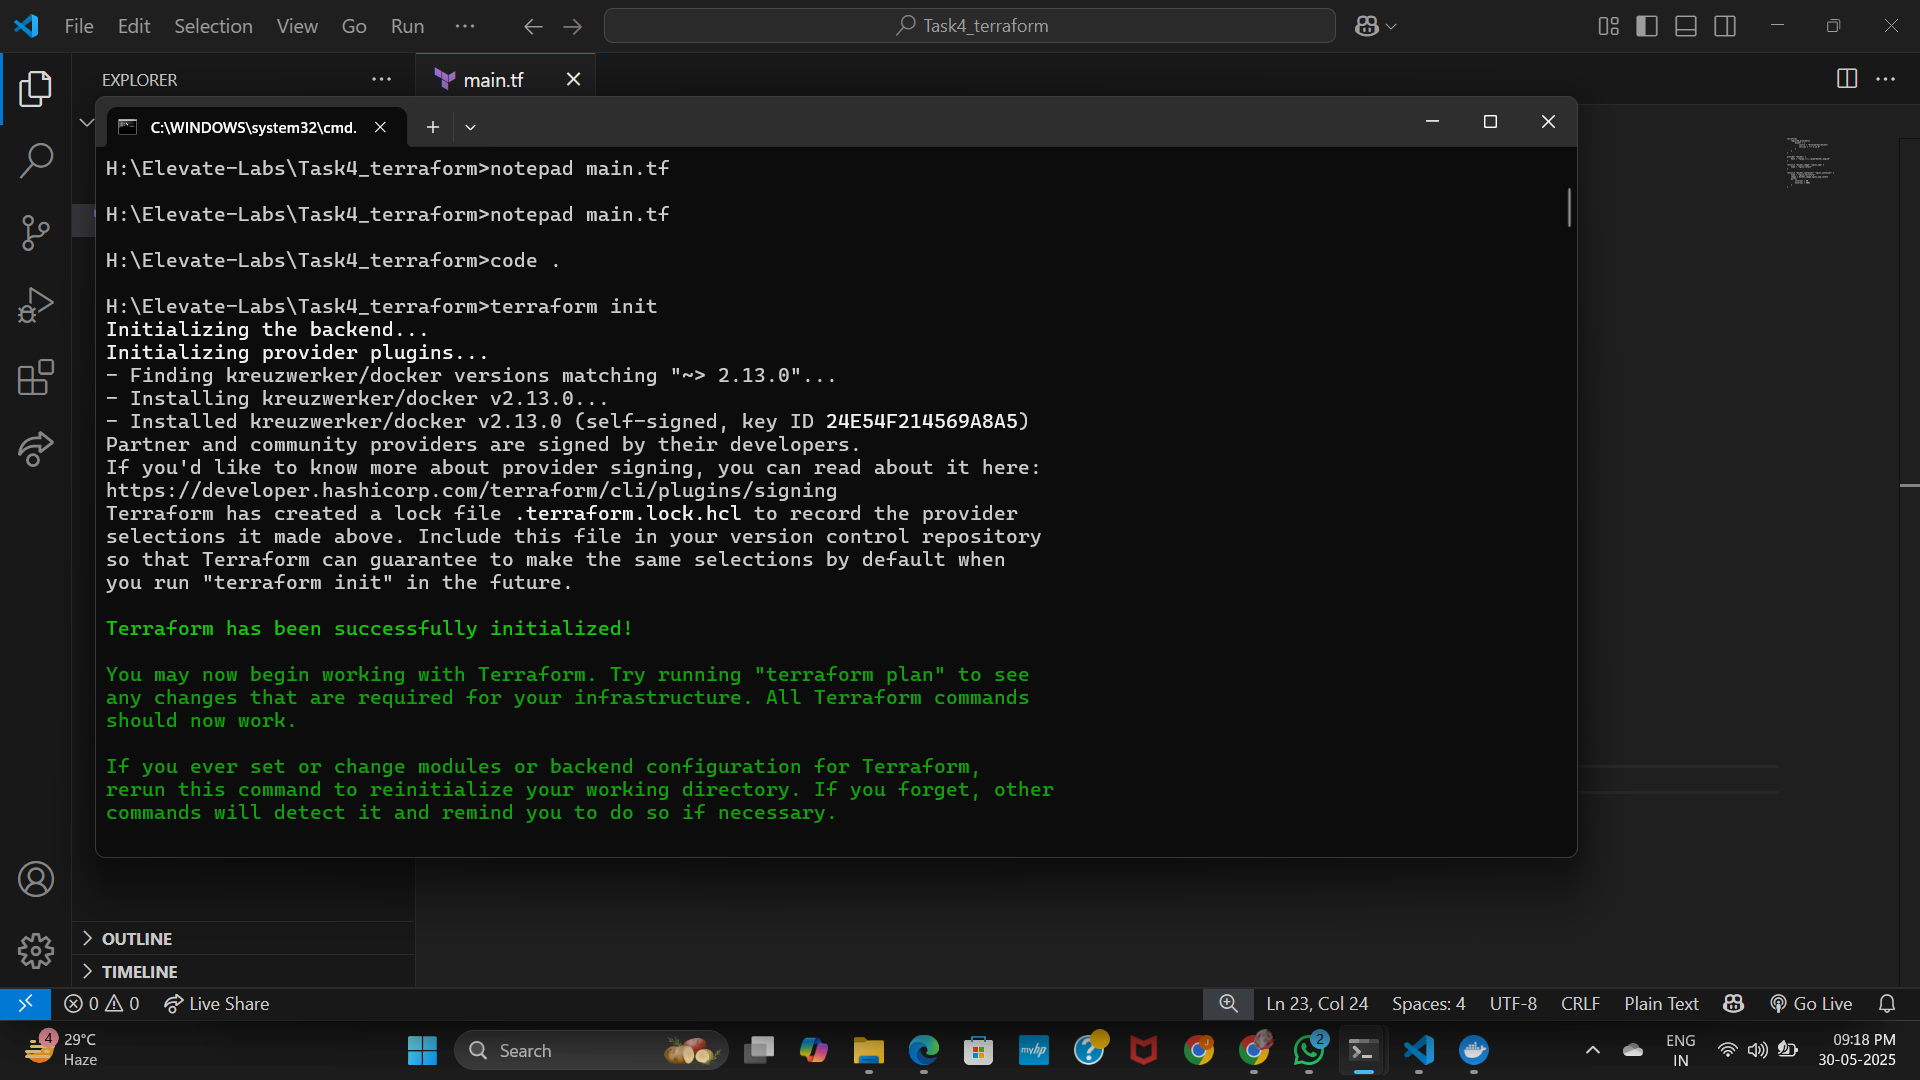 File Edit Selection View Go Run ··· Task4_terraform
EXPLORER ··· main.tf
C:\WINDOWS\system32\cmd.
H:\Elevate-Labs\Task4_terraform>notepad main.tf
H:\Elevate-Labs\Task4_terraform>notepad main.tf
H:\Elevate-Labs\Task4_terraform>code .
H:\Elevate-Labs\Task4_terraform>terraform init
Initializing the backend...
Initializing provider plugins...
- Finding kreuzwerker/docker versions matching "~> 2.13.0"...
- Installing kreuzwerker/docker v2.13.0...
- Installed kreuzwerker/docker v2.13.0 (self-signed, key ID 24E54F214569A8A5)
Partner and community providers are signed by their developers.
If you'd like to know more about provider signing, you can read about it here:
https://developer.hashicorp.com/terraform/cli/plugins/signing
Terraform has created a lock file .terraform.lock.hcl to record the provider
selections it made above. Include this file in your version control repository
so that Terraform can guarantee to make the same selections by default when
you run "terraform init" in the future.
Terraform has been successfully initialized!
You may now begin working with Terraform. Try running "terraform plan" to see
any changes that are required for your infrastructure. All Terraform commands
should now work.
If you ever set or change modules or backend configuration for Terraform,
rerun this command to reinitialize your working directory. If you forget, other
commands will detect it and remind you to do so if necessary.
OUTLINE
TIMELINE
0 0 Live Share Ln 23, Col 24 Spaces: 4 UTF-8 CRLF Plain Text Go Live
4 29°C Search myhp 2 ENG 09:18 PM
Haze IN 30-05-2025